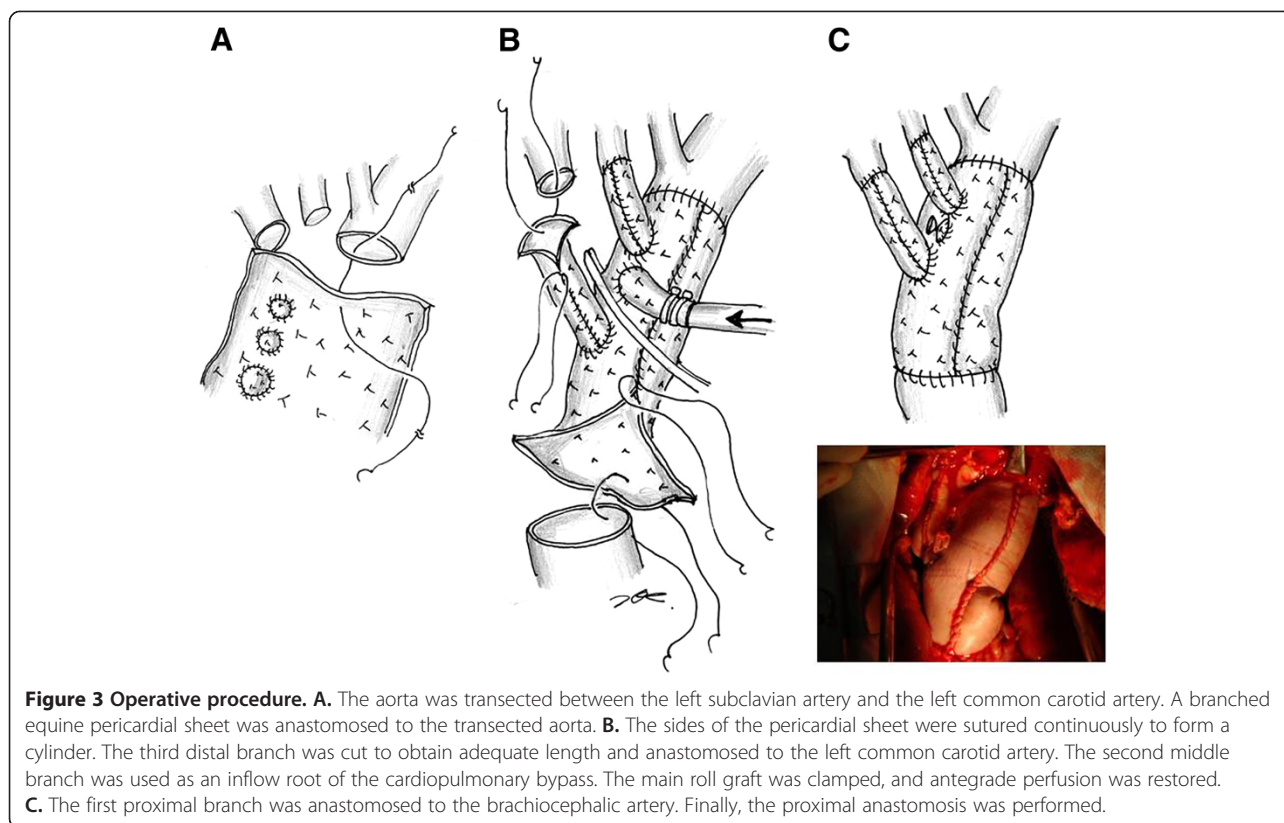 A
B
C
Figure 3 Operative procedure. A. The aorta was transected between the left subclavian artery and the left common carotid artery. A branched
equine pericardial sheet was anastomosed to the transected aorta. B. The sides of the pericardial sheet were sutured continuously to form a
cylinder. The third distal branch was cut to obtain adequate length and anastomosed to the left common carotid artery. The second middle
branch was used as an inflow root of the cardiopulmonary bypass. The main roll graft was clamped, and antegrade perfusion was restored.
C. The first proximal branch was anastomosed to the brachiocephalic artery. Finally, the proximal anastomosis was performed.